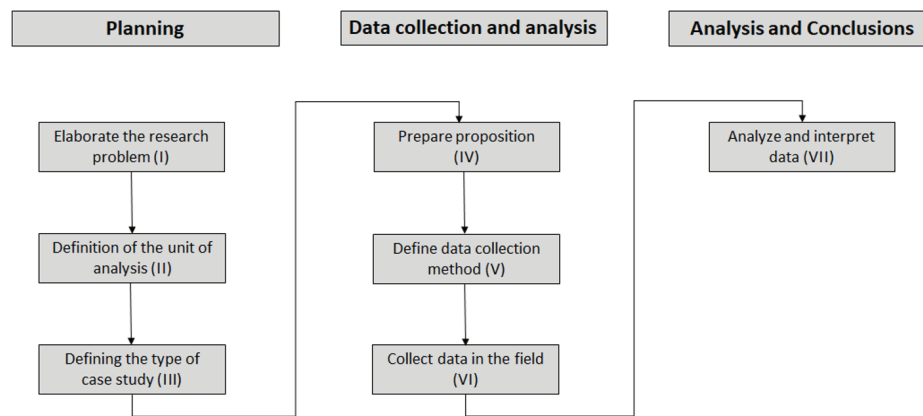 Planning
Elaborate the research
problem (I)
Definition of the unit of
analysis (II)
Defining the type of
case study (III)
Data collection and analysis
Prepare proposition
(IV)
Define data collection
method (V)
Collect data in the field
(VI)
Analysis and Conclusions
Analyze and interpret
data (VII)